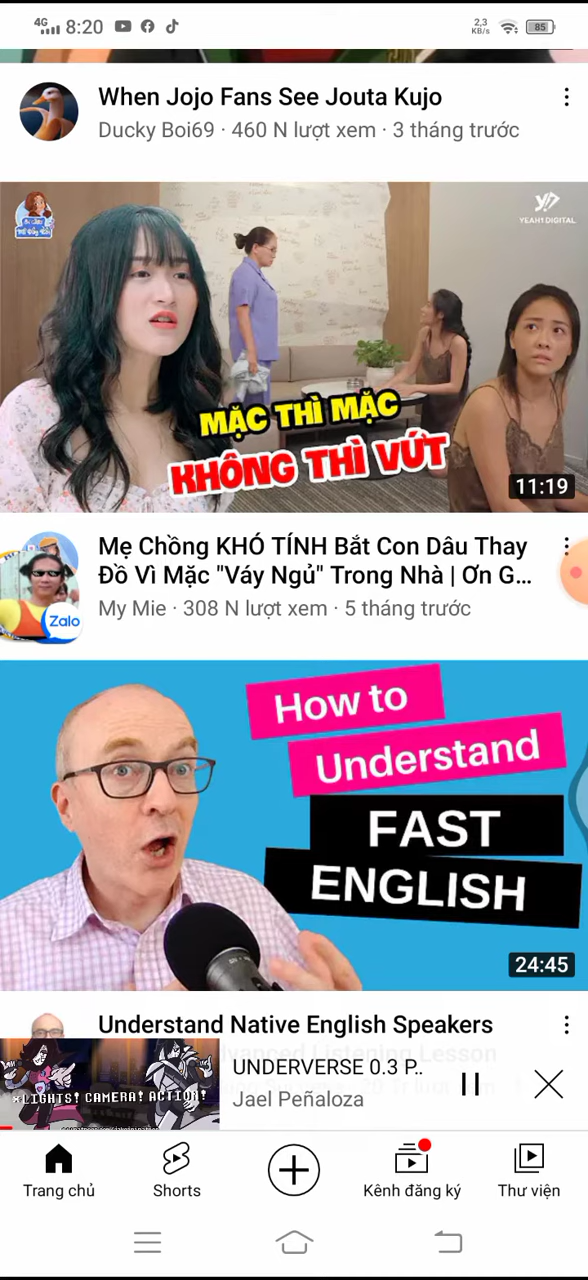 4G 8:20 2,3 KB/s 85
When Jojo Fans See Jouta Kujo
Ducky Boi69 · 460 N lượt xem · 3 tháng trước
YEAH1 DIGITAL
MẶC THÌ MẶC
KHÔNG THÌ VỨT
11:19
Mẹ Chồng KHÓ TÍNH Bắt Con Dâu Thay
Đồ Vì Mặc "Váy Ngủ" Trong Nhà | Ơn G...
My Mie · 308 N lượt xem · 5 tháng trước
Zalo
How to
Understand
FAST
ENGLISH
24:45
Understand Native English Speakers
Advanced Listening Lesson
UNDERVERSE 0.3 P..
Jael Peñaloza
*LIGHTS! CAMERA! ACTION!
Trang chủ
Shorts
Kênh đăng ký
Thư viện